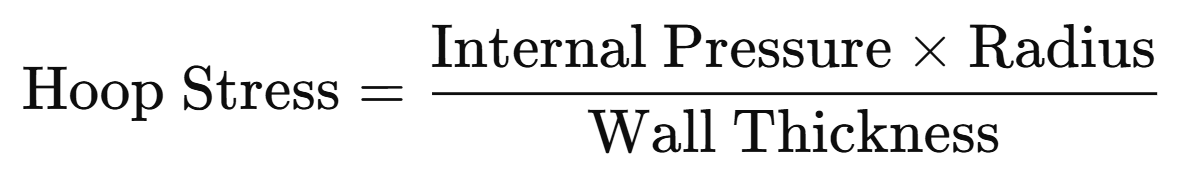 Hoop Stress = Internal Pressure × Radius
Wall Thickness